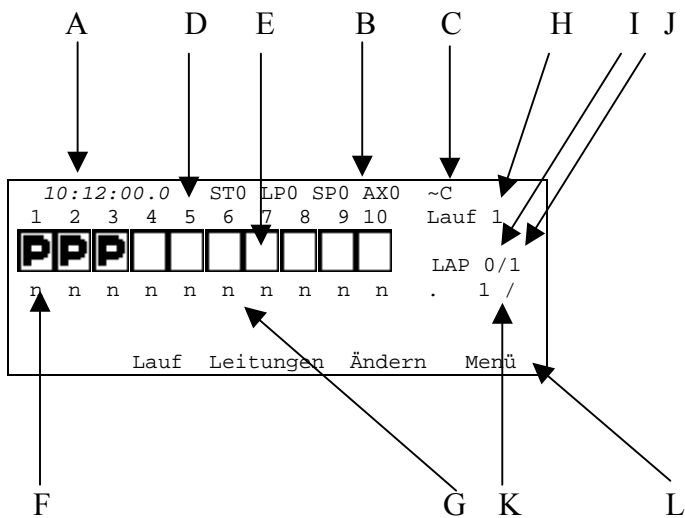 A D E B C H I J
10:12:00.0 ST0 LP0 SP0 AX0 ~C
1 2 3 4 5 6 7 8 9 10 Lauf 1
P P P LAP 0/1
n n n n n n n n n n . 1 /
Lauf Leitungen Ändern Menü
F G K L